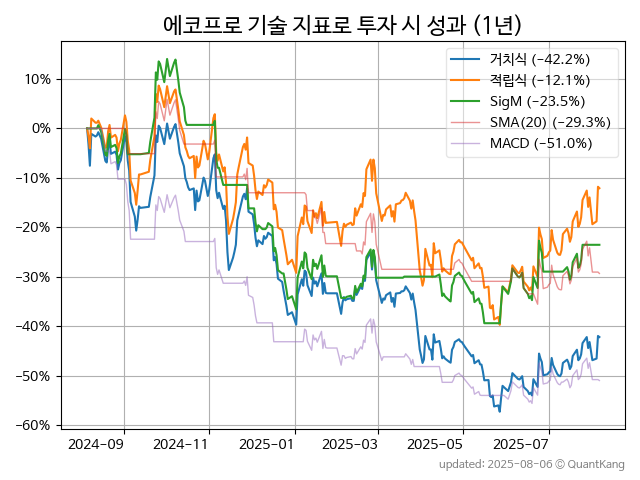 에코프로 기술 지표로 투자 시 성과 (1년)
거치식 (−42.2%)
적립식 (−12.1%)
SigM (−23.5%)
SMA(20) (−29.3%)
MACD (−51.0%)
10%
0%
−10%
−20%
−30%
−40%
−50%
−60%
2024−09 2024−11 2025−01 2025−03 2025−05 2025−07
updated: 2025-08-06 © QuantKang